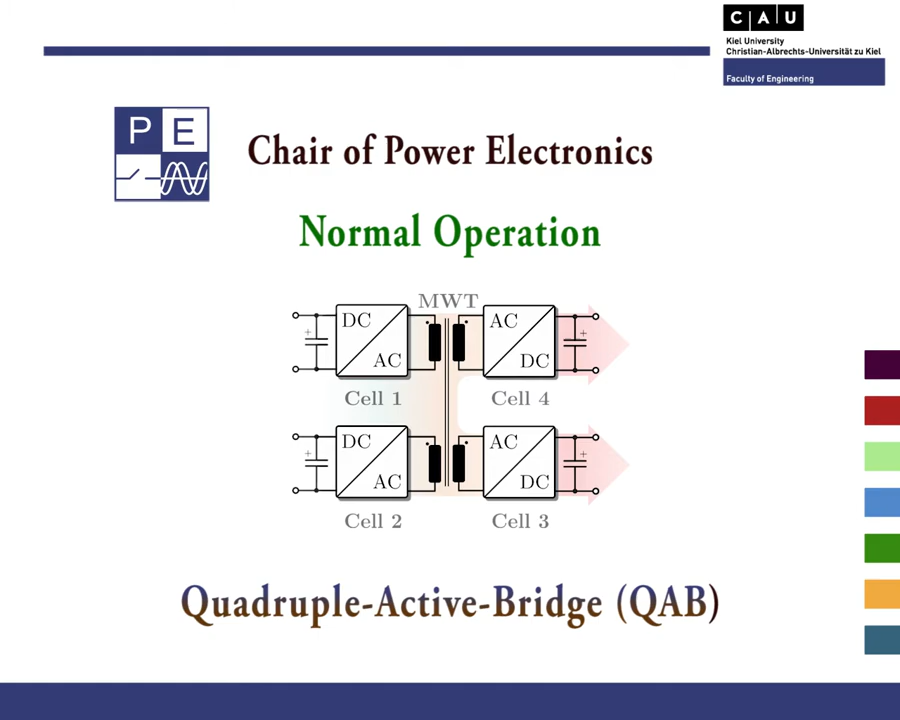 C A U
Kiel University
Christian-Albrechts-Universität zu Kiel
Faculty of Engineering
P E
Chair of Power Electronics
Normal Operation
MWT
DC
AC
AC
DC
+
+
Cell 1
Cell 4
DC
AC
AC
DC
+
+
Cell 2
Cell 3
Quadruple-Active-Bridge (QAB)